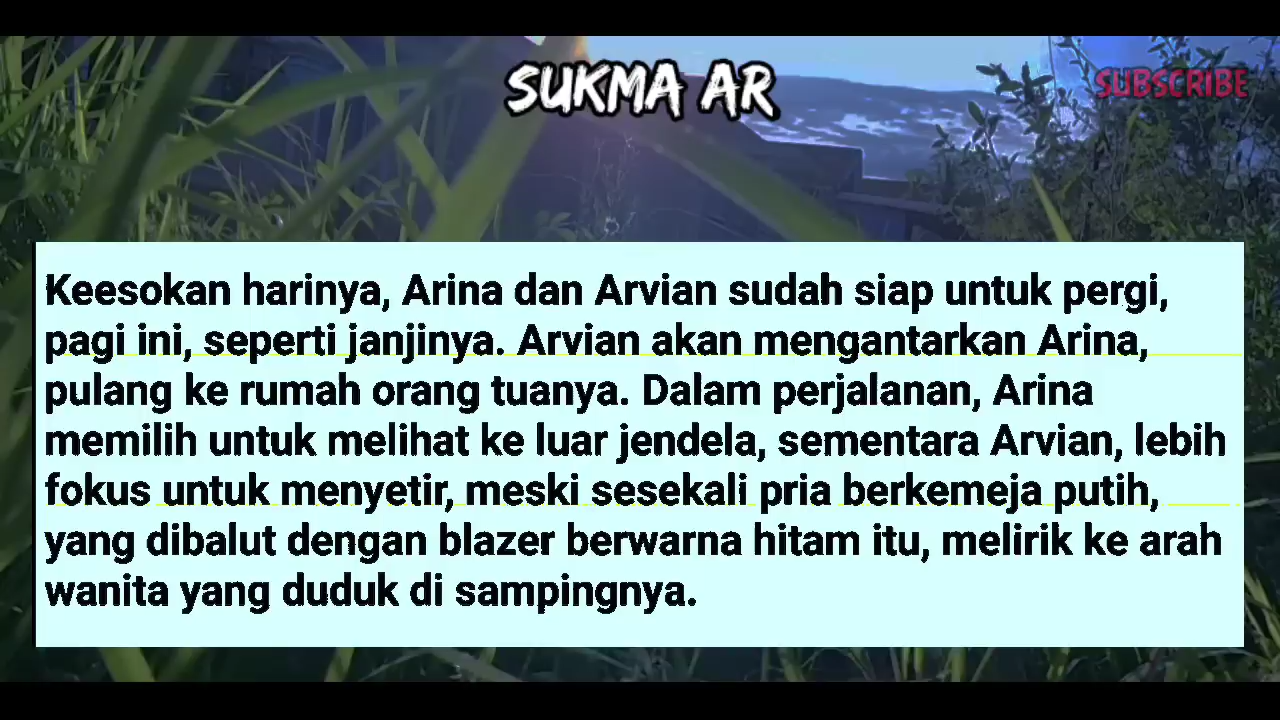 SUKMA AR
SUBSCRIBE
Keesokan harinya, Arina dan Arvian sudah siap untuk pergi,
pagi ini, seperti janjinya. Arvian akan mengantarkan Arina,
pulang ke rumah orang tuanya. Dalam perjalanan, Arina
memilih untuk melihat ke luar jendela, sementara Arvian, lebih
fokus untuk menyetir, meski sesekali pria berkemeja putih,
yang dibalut dengan blazer berwarna hitam itu, melirik ke arah
wanita yang duduk di sampingnya.